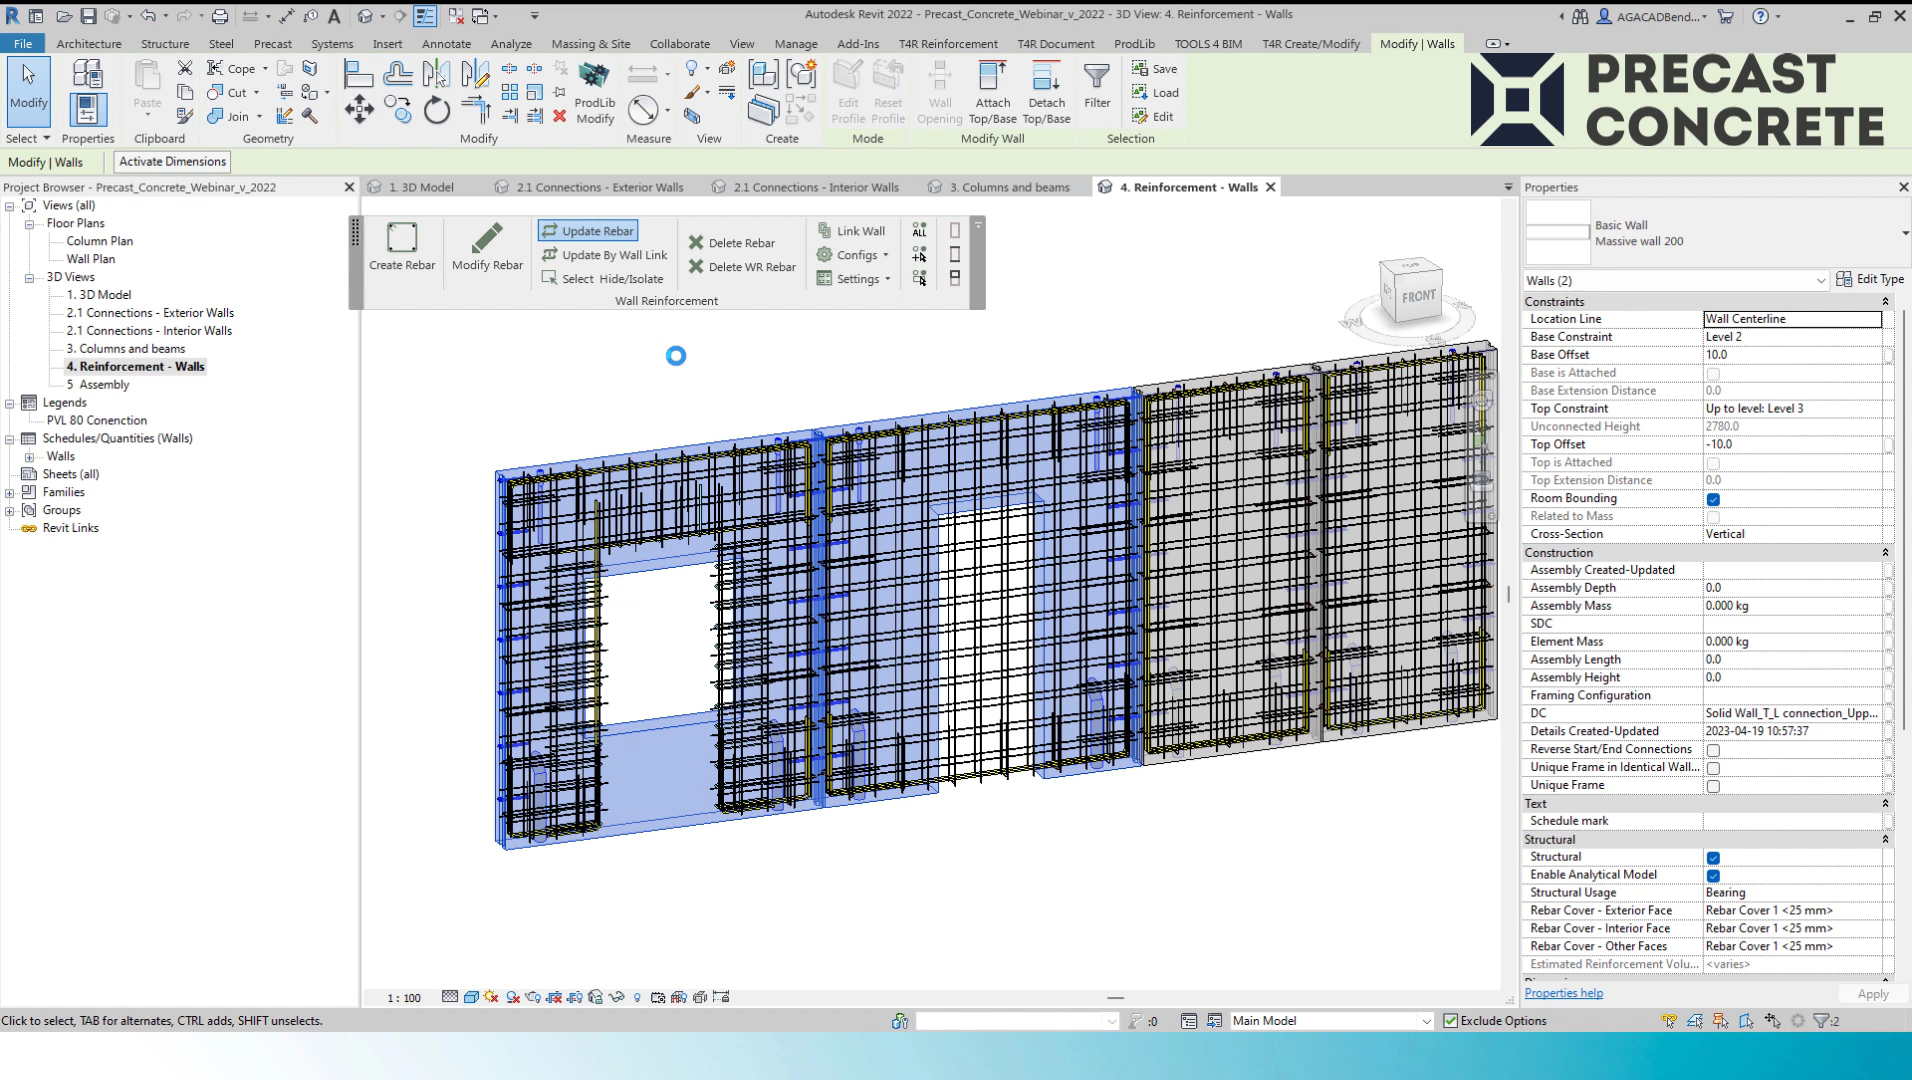 Autodesk Revit 2022 - Precast_Concrete_Webinar_v_2022 - 3D View: 4. Reinforcement - Walls
AGACADBend...
File Architecture Structure Steel Precast Systems Insert Annotate Analyze Massing & Site Collaborate View Manage Add-Ins T4R Reinforcement T4R Document ProdLib TOOLS 4 BIM T4R Create/Modify Modify | Walls
Modify
Paste
Cope
Cut
Join
ProdLib Modify
Edit Profile
Reset Profile
Wall Opening
Attach Top/Base
Detach Top/Base
Filter
Save
Load
Edit
Select Properties Clipboard Geometry Modify Measure View Create Mode Modify Wall Selection
PRECAST
CONCRETE
Modify | Walls
Activate Dimensions
Project Browser - Precast_Concrete_Webinar_v_2022
Views (all)
Floor Plans
Column Plan
Wall Plan
3D Views
1. 3D Model
2.1 Connections - Exterior Walls
2.1 Connections - Interior Walls
3. Columns and beams
4. Reinforcement - Walls
5 Assembly
Legends
PVL 80 Conenction
Schedules/Quantities (Walls)
Walls
Sheets (all)
Families
Groups
Revit Links
1. 3D Model
2.1 Connections - Exterior Walls
2.1 Connections - Interior Walls
3. Columns and beams
4. Reinforcement - Walls
Create Rebar
Modify Rebar
Update Rebar
Update By Wall Link
Select Hide/Isolate
Delete Rebar
Delete WR Rebar
Link Wall
Configs
Settings
ALL
Wall Reinforcement
FRONT
Properties
Basic Wall
Massive wall 200
Walls (2)
Edit Type
Constraints
Location Line Wall Centerline
Base Constraint Level 2
Base Offset 10.0
Base is Attached
Base Extension Distance 0.0
Top Constraint Up to level: Level 3
Unconnected Height 2780.0
Top Offset -10.0
Top is Attached
Top Extension Distance 0.0
Room Bounding
Related to Mass
Cross-Section Vertical
Construction
Assembly Created-Updated
Assembly Depth 0.0
Assembly Mass 0.000 kg
SDC
Element Mass 0.000 kg
Assembly Length 0.0
Assembly Height 0.0
Framing Configuration
DC Solid Wall_T_L connection_Upp...
Details Created-Updated 2023-04-19 10:57:37
Reverse Start/End Connections
Unique Frame in Identical Wall...
Unique Frame
Text
Schedule mark
Structural
Structural
Enable Analytical Model
Structural Usage Bearing
Rebar Cover - Exterior Face Rebar Cover 1 <25 mm>
Rebar Cover - Interior Face Rebar Cover 1 <25 mm>
Rebar Cover - Other Faces Rebar Cover 1 <25 mm>
Estimated Reinforcement Volu... <varies>
Properties help
Apply
1 : 100
Click to select, TAB for alternates, CTRL adds, SHIFT unselects.
:0
Main Model
Exclude Options
:2